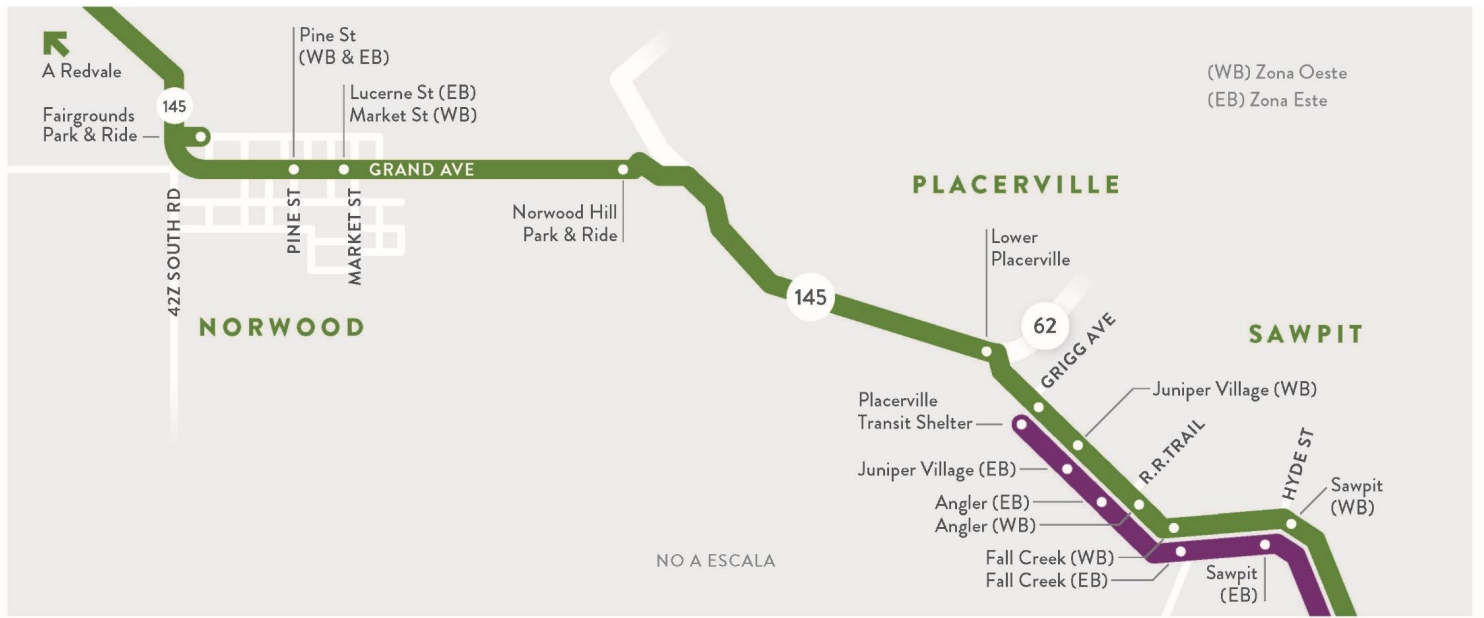 A Redvale
145
Fairgrounds
Park & Ride
Pine St
(WB & EB)
Lucerne St (EB)
Market St (WB)
GRAND AVE
42Z SOUTH RD
PINE ST
MARKET ST
NORWOOD
Norwood Hill
Park & Ride
(WB) Zona Oeste
(EB) Zona Este
PLACERVILLE
Lower
Placerville
145
62
GRIGG AVE
SAWPIT
Placerville
Transit Shelter
Juniper Village (WB)
R.R.TRAIL
HYDE ST
Juniper Village (EB)
Angler (EB)
Angler (WB)
Sawpit
(WB)
Fall Creek (WB)
Fall Creek (EB)
Sawpit
(EB)
NO A ESCALA